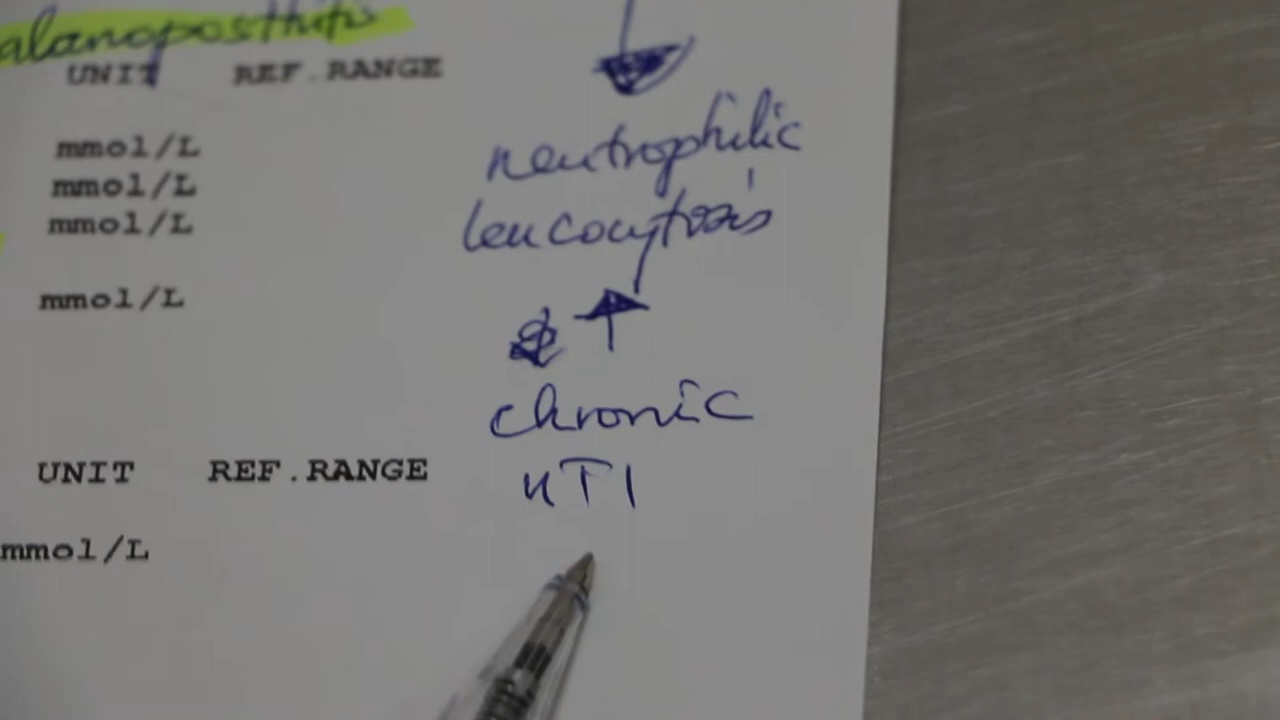 alanoposthitis
UNIT REF.RANGE
mmol/L
mmol/L
mmol/L
mmol/L
neutrophilic
leucocytosis
chronic
UTI
UNIT REF.RANGE
mmol/L